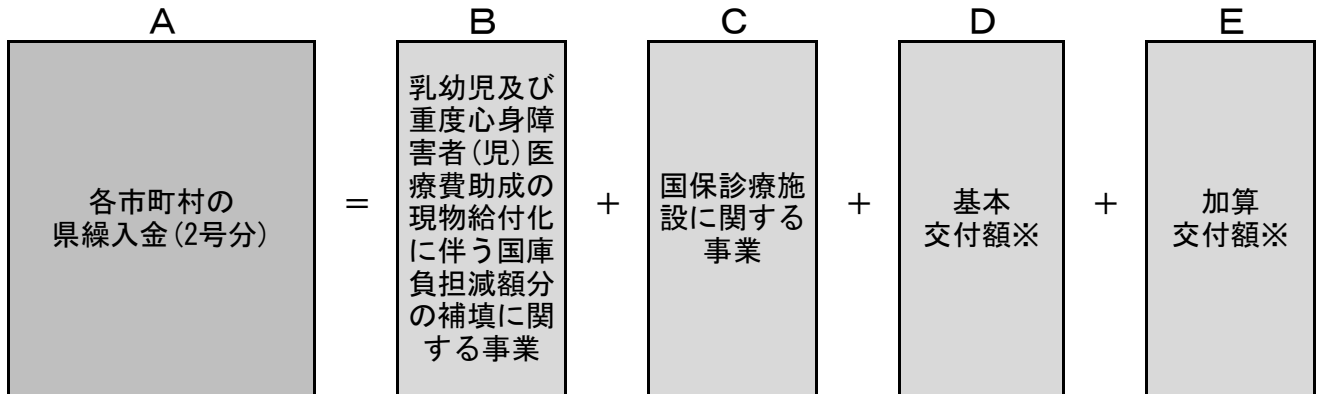 A
B
C
D
E
各市町村の
県繰入金(2号分)
＝
乳幼児及び
重度心身障
害者(児)医
療費助成の
現物給付化
に伴う国庫
負担減額分
の補填に関
する事業
＋
国保診療施
設に関する
事業
＋
基本
交付額※
＋
加算
交付額※